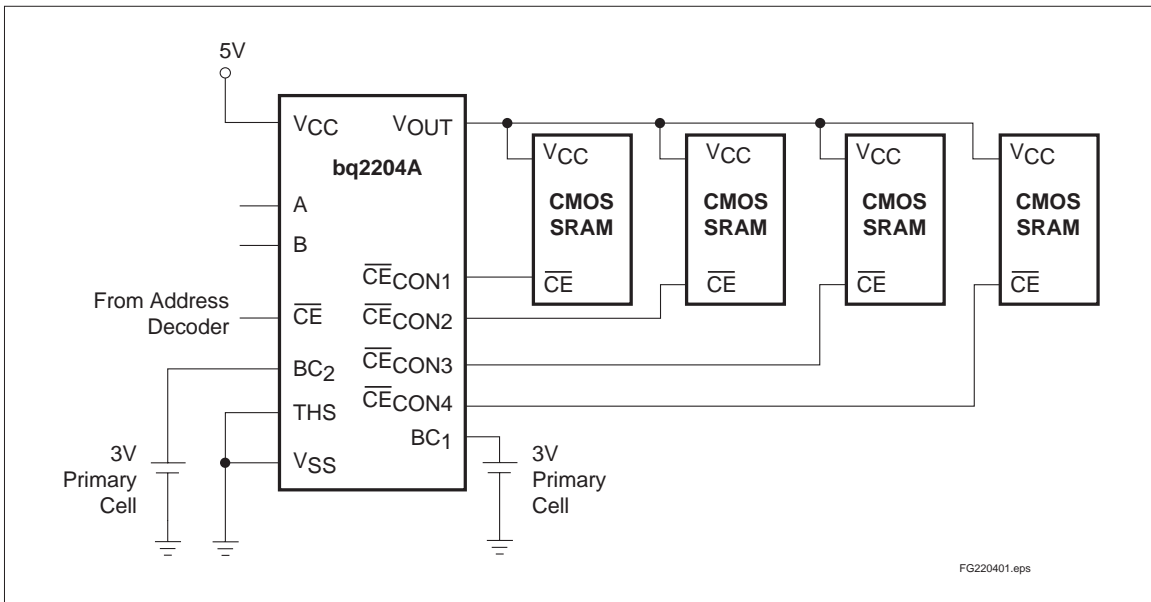 5V
VCC
VOUT
bq2204A
A
B
From Address
Decoder
CE
BC2
THS
VSS
CECON1
CECON2
CECON3
CECON4
BC1
3V
Primary
Cell
3V
Primary
Cell
VCC
CMOS
SRAM
CE
VCC
CMOS
SRAM
CE
VCC
CMOS
SRAM
CE
VCC
CMOS
SRAM
CE
FG220401.eps